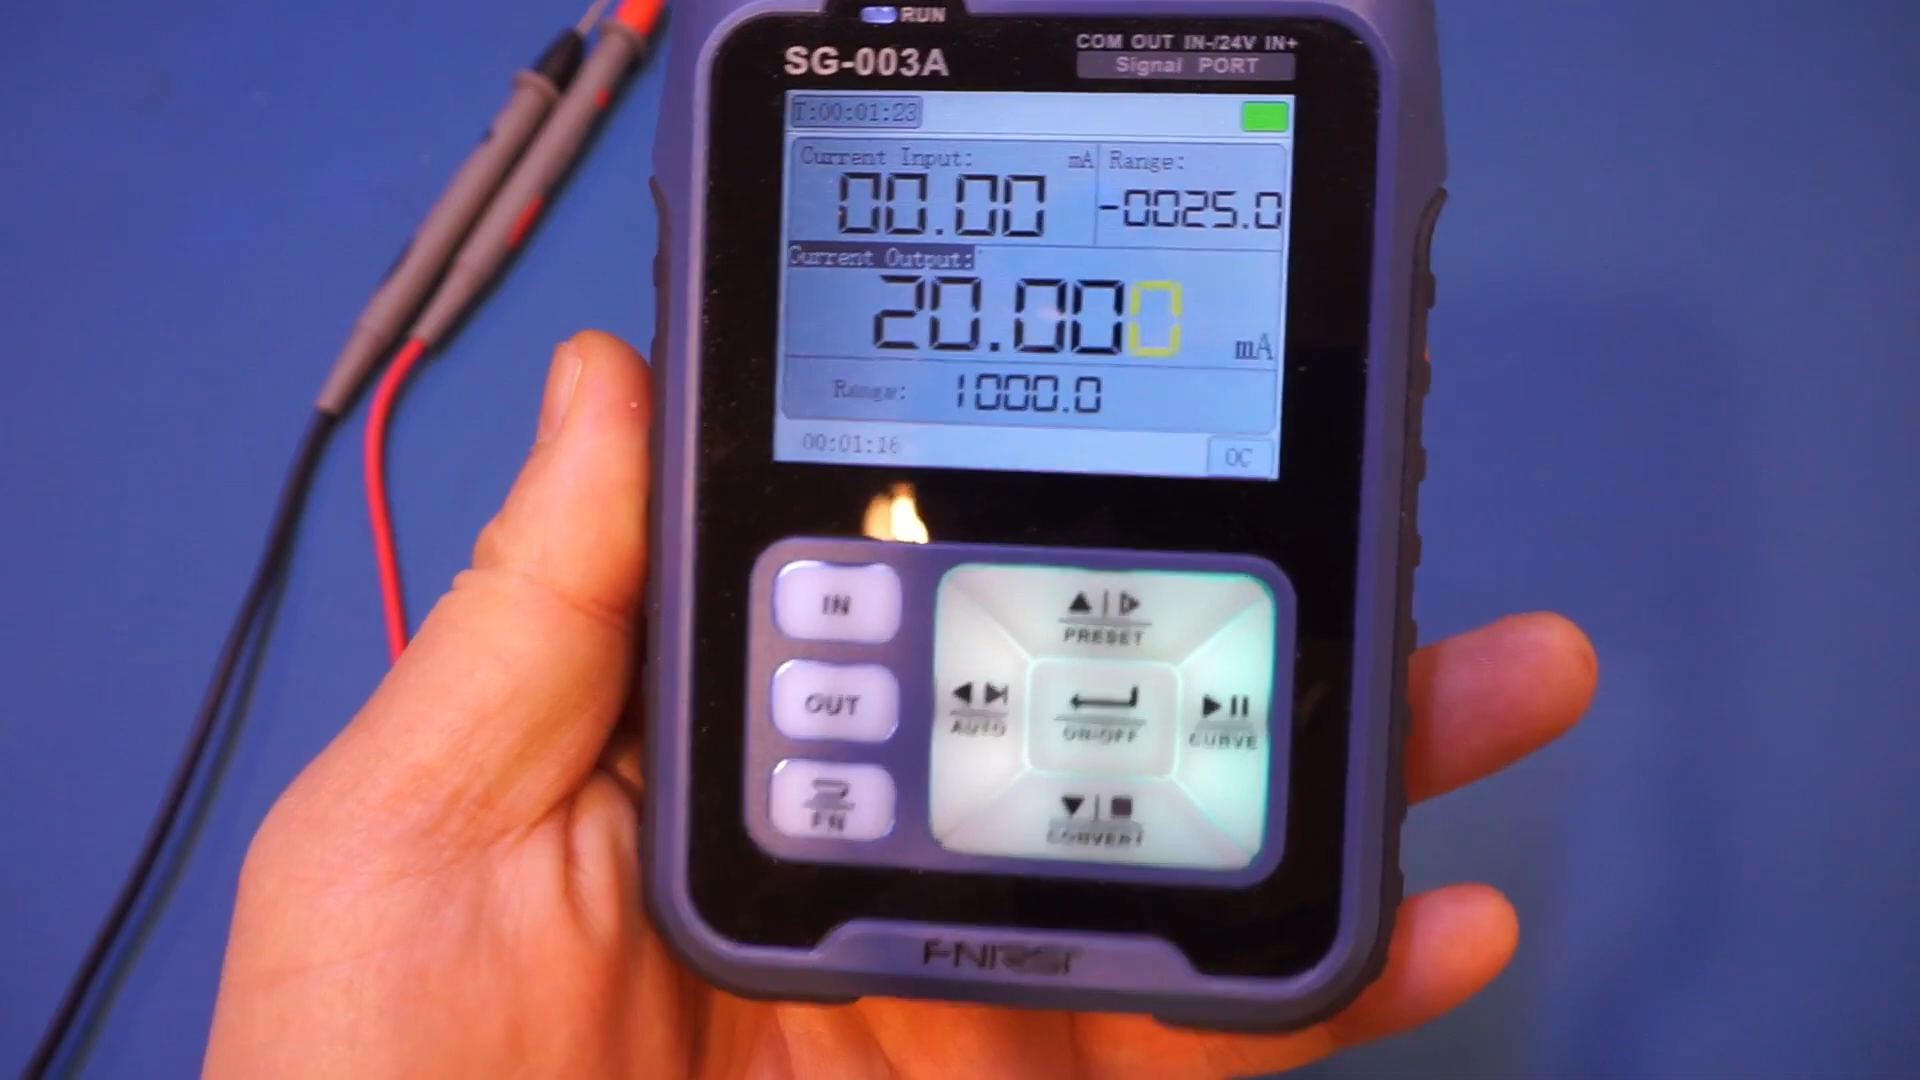 RUN
SG-003A
COM OUT IN-/24V IN+
Signal PORT
T:00:01:23
Current Input: mA
00.00
Range:
-0025.0
Current Output:
20.000 mA
Range: 1000.0
00:01:16
OC
IN
OUT
FN
PRESET
AUTO
ON/OFF
CURVE
CONVERT
FNIRSI